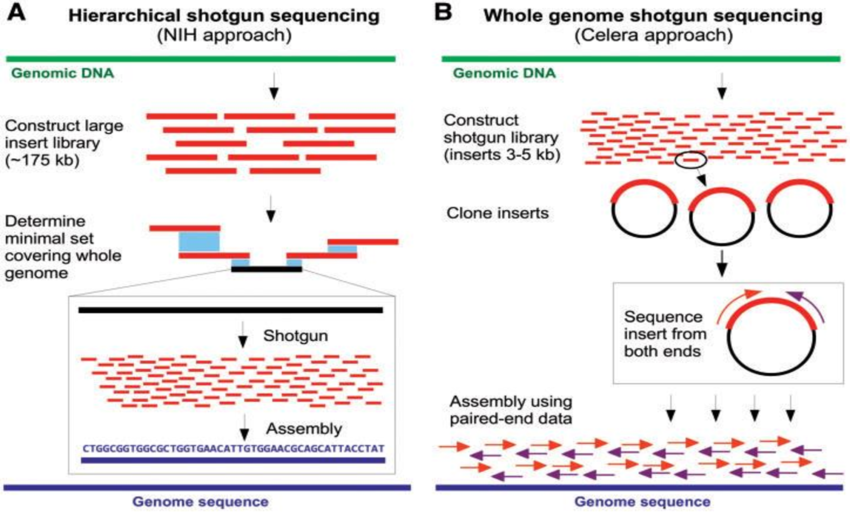 A
Hierarchical shotgun sequencing
(NIH approach)
Genomic DNA
Construct large
insert library
(~175 kb)
Determine
minimal set
covering whole
genome
Shotgun
Assembly
CTGGCGGTGGCGCTGGTGAACATTGTGGAACGCAGCATTACCTAT
Genome sequence
B
Whole genome shotgun sequencing
(Celera approach)
Genomic DNA
Construct
shotgun library
(inserts 3-5 kb)
Clone inserts
Sequence
insert from
both ends
Assembly using
paired-end data
Genome sequence